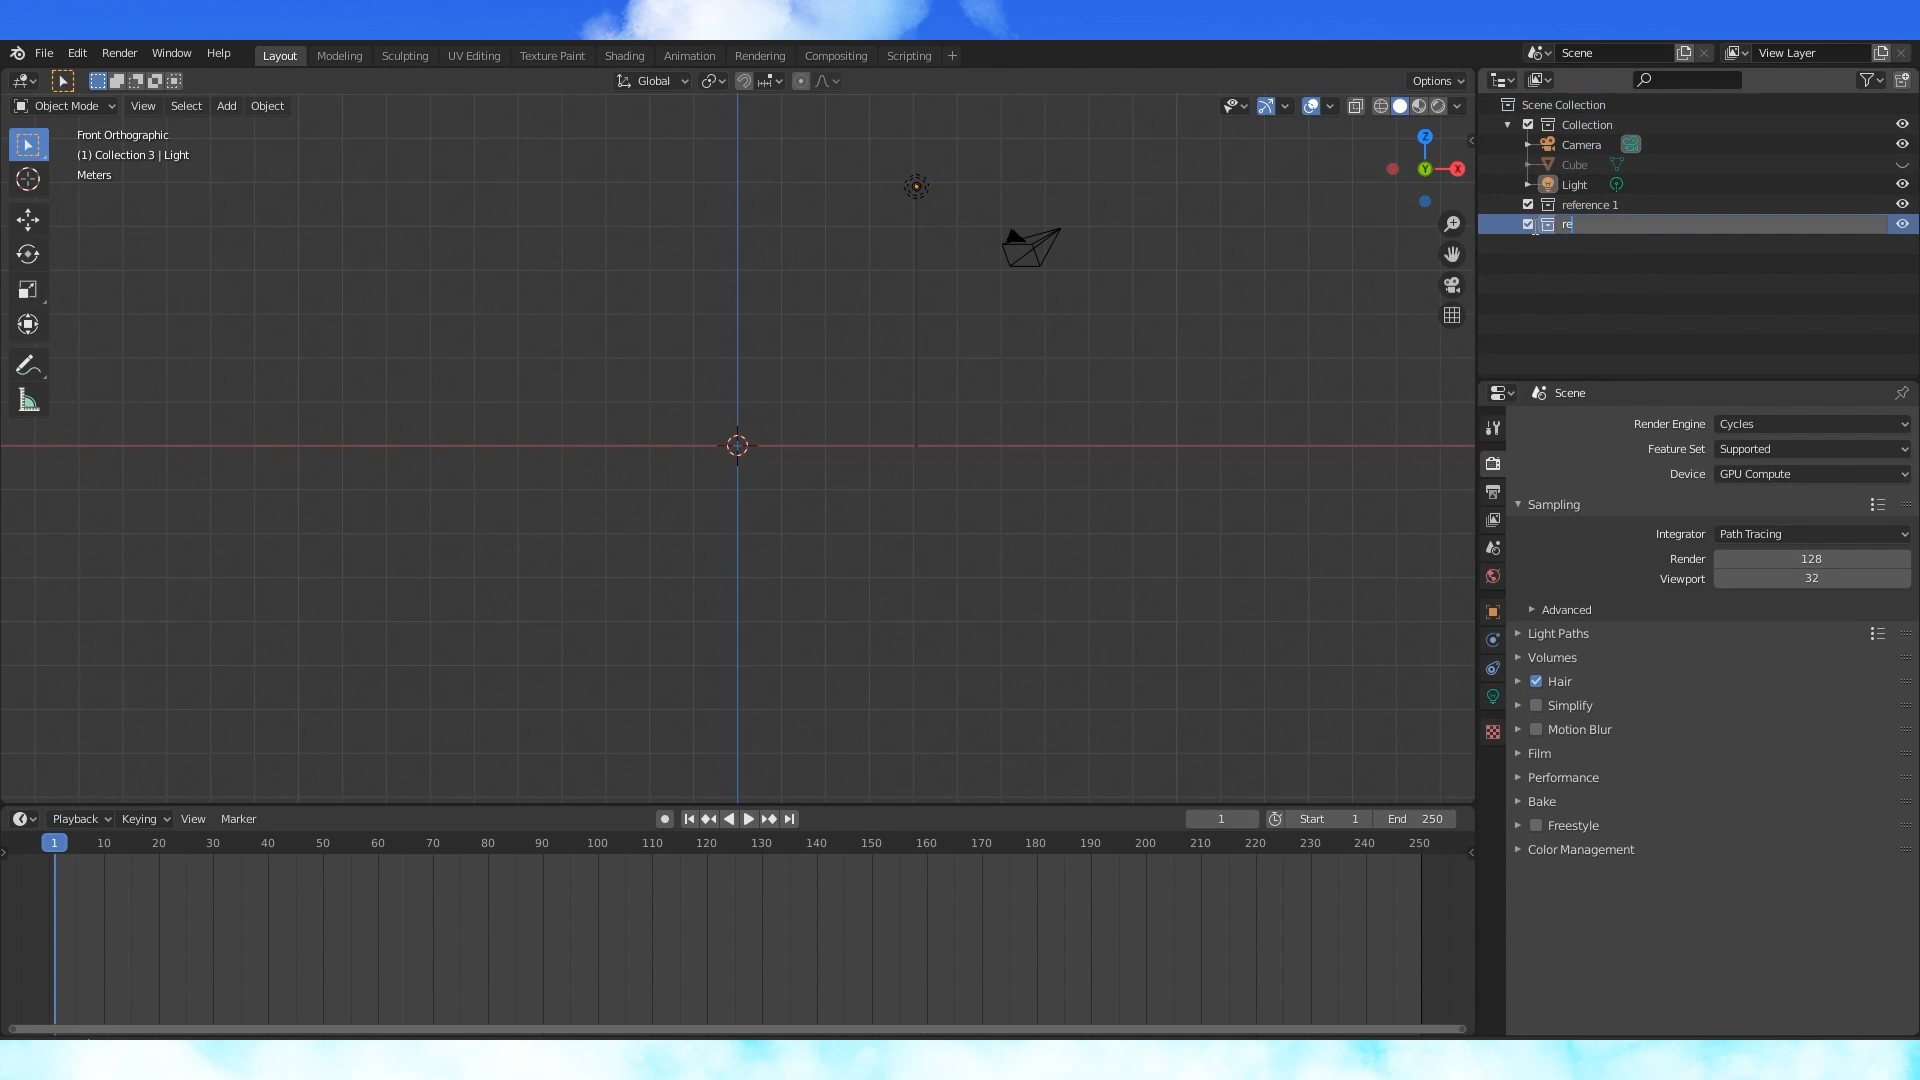 File Edit Render Window Help Layout Modeling Sculpting UV Editing Texture Paint Shading Animation Rendering Compositing Scripting + Scene View Layer
Global Options
Object Mode View Select Add Object
Front Orthographic
(1) Collection 3 | Light
Meters
Z
Y
X
Scene Collection
Collection
Camera
Cube
Light
reference 1
re
Scene
Render Engine Cycles
Feature Set Supported
Device GPU Compute
Sampling
Integrator Path Tracing
Render 128
Viewport 32
Advanced
Light Paths
Volumes
Hair
Simplify
Motion Blur
Film
Performance
Bake
Freestyle
Color Management
Playback Keying View Marker 1 Start 1 End 250
1 10 20 30 40 50 60 70 80 90 100 110 120 130 140 150 160 170 180 190 200 210 220 230 240 250